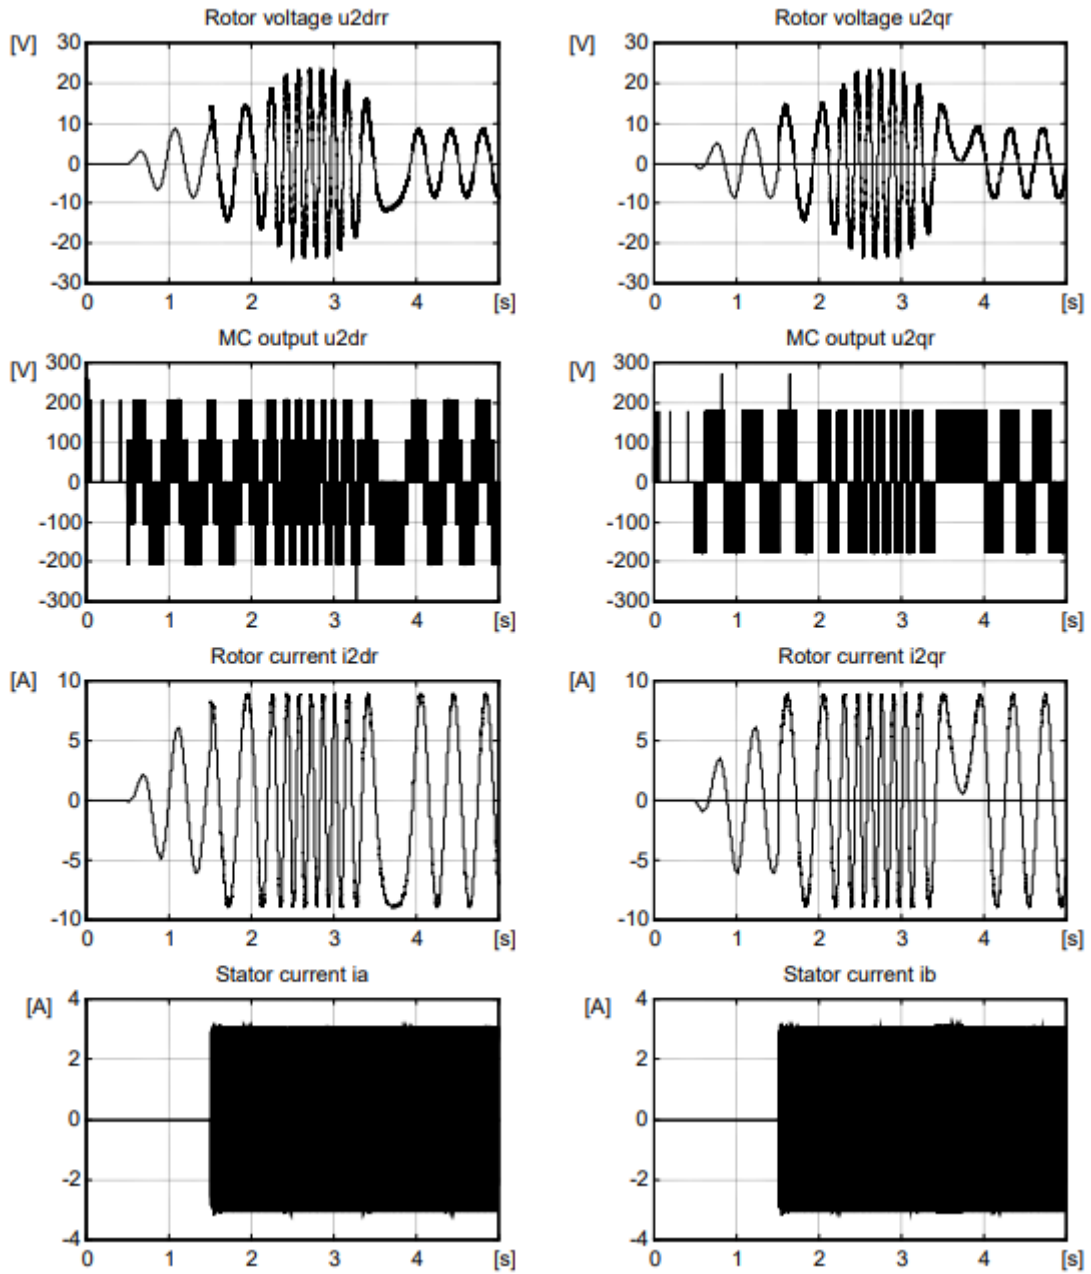 Rotor voltage u2drr
[V]
30
20
10
0
-10
-20
-30
0 1 2 3 4 [s]
Rotor voltage u2qr
[V]
30
20
10
0
-10
-20
-30
0 1 2 3 4 [s]
MC output u2dr
[V]
300
200
100
0
-100
-200
-300
0 1 2 3 4 [s]
MC output u2qr
[V]
300
200
100
0
-100
-200
-300
0 1 2 3 4 [s]
Rotor current i2dr
[A]
10
5
0
-5
-10
0 1 2 3 4 [s]
Rotor current i2qr
[A]
10
5
0
-5
-10
0 1 2 3 4 [s]
Stator current ia
[A]
4
2
0
-2
-4
0 1 2 3 4 [s]
Stator current ib
[A]
4
2
0
-2
-4
0 1 2 3 4 [s]